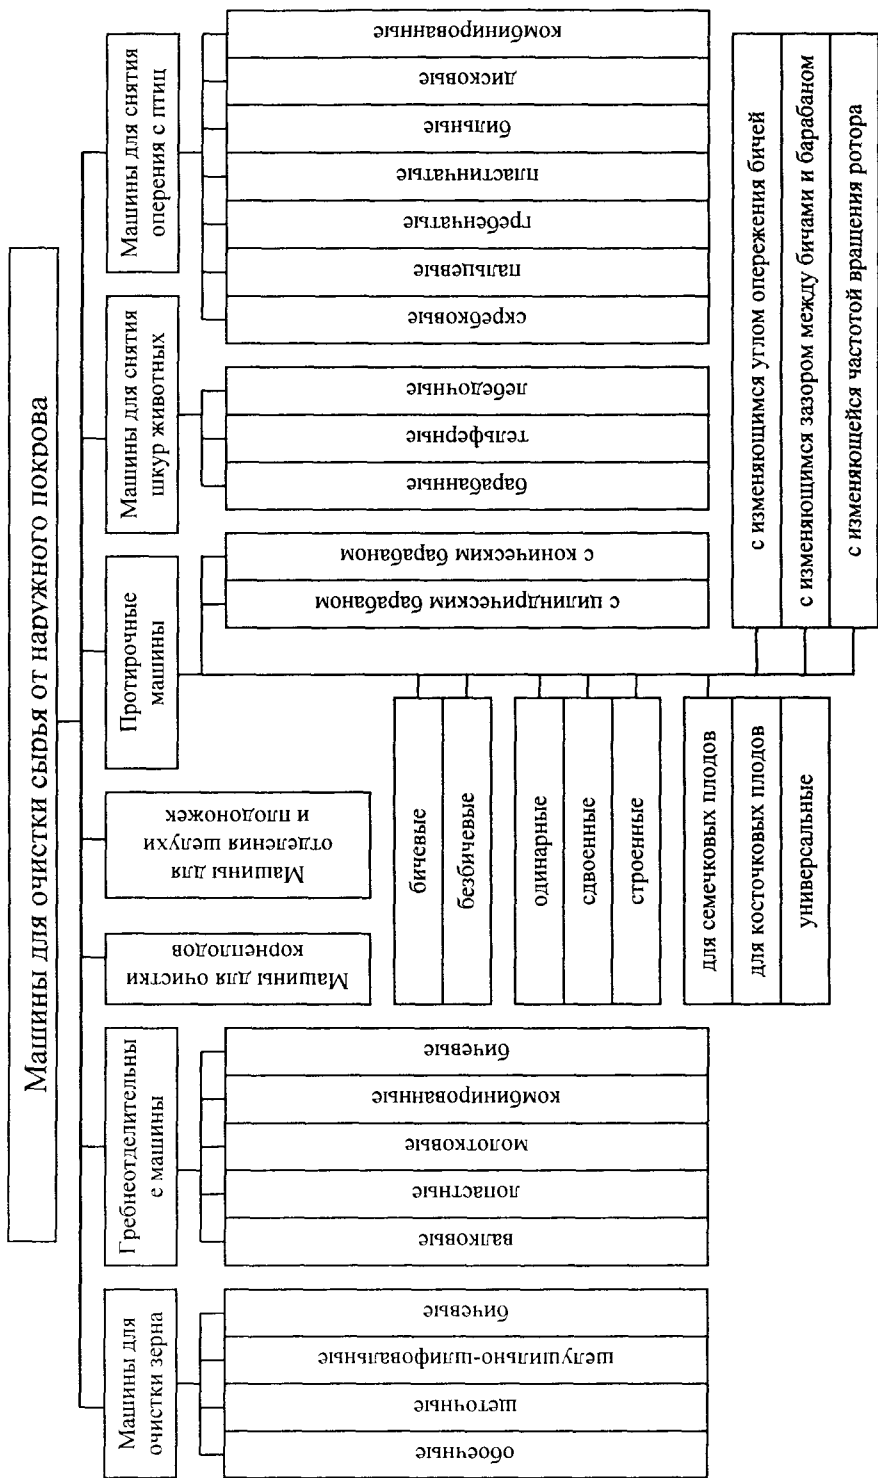 Машины для очистки сырья от наружного покрова
Машины для
очистки зерна
обоечные
щеточные
шелушильно-шлифовальные
бичевые
Гребнеотделительны
е машины
валковые
лопастные
молотковые
комбинированные
бичевые
Машины для очистки
корнеплодов
Машины для
отделения шелухи
и плодоножек
Протирочные
машины
с цилиндрическим барабаном
с коническим барабаном
бичевые
безбичевые
одинарные
сдвоенные
строенные
для семечковых плодов
для косточковых плодов
универсальные
с изменяющимся углом опережения бичей
с изменяющимся зазором между бичами и барабаном
с изменяющейся частотой вращения ротора
Машины для снятия
шкур животных
барабанные
тельферные
лебедочные
Машины для снятия
оперения с птиц
скребковые
пальцевые
гребенчатые
пластинчатые
бильные
дисковые
комбинированные